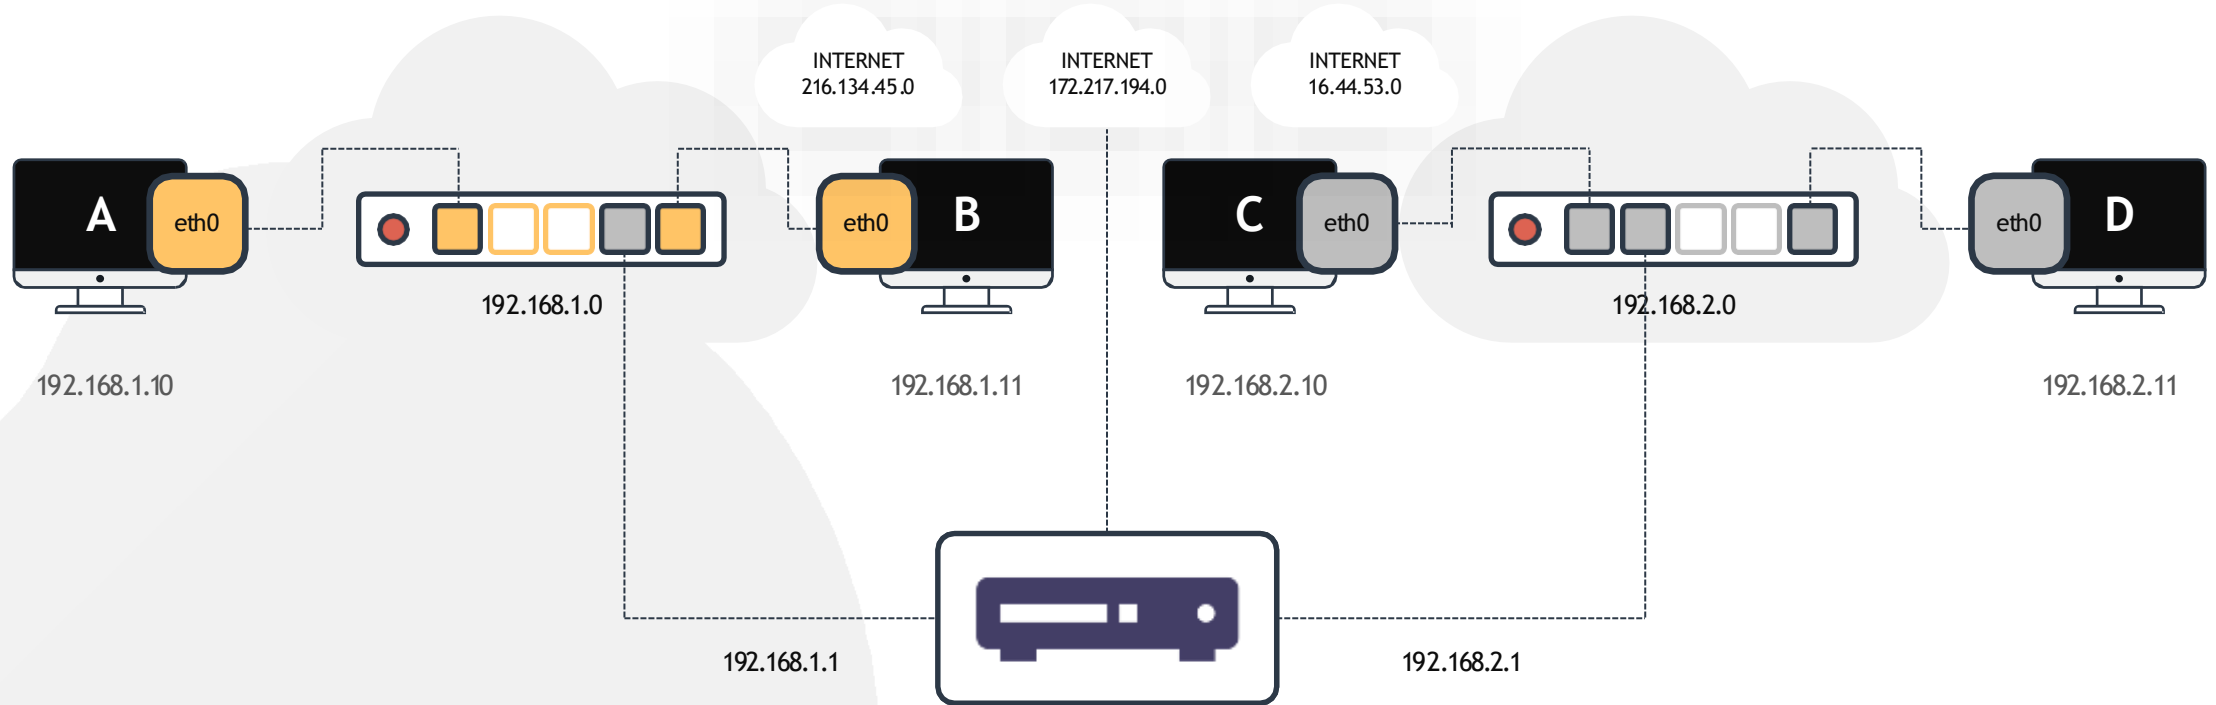 INTERNET
216.134.45.0
INTERNET
172.217.194.0
INTERNET
16.44.53.0
A
eth0
eth0
B
C
eth0
eth0
D
192.168.1.0
192.168.2.0
192.168.1.10
192.168.1.11
192.168.2.10
192.168.2.11
192.168.1.1
192.168.2.1